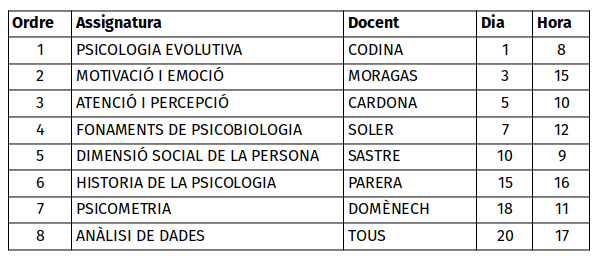 Ordre Assignatura Docent Dia Hora
1 PSICOLOGIA EVOLUTIVA CODINA 1 8
2 MOTIVACIÓ I EMOCIÓ MORAGAS 3 15
3 ATENCIÓ I PERCEPCIÓ CARDONA 5 10
4 FONAMENTS DE PSICOBIOLOGIA SOLER 7 12
5 DIMENSIÓ SOCIAL DE LA PERSONA SASTRE 10 9
6 HISTORIA DE LA PSICOLOGIA PARERA 15 16
7 PSICOMETRIA DOMÈNECH 18 11
8 ANÀLISI DE DADES TOUS 20 17